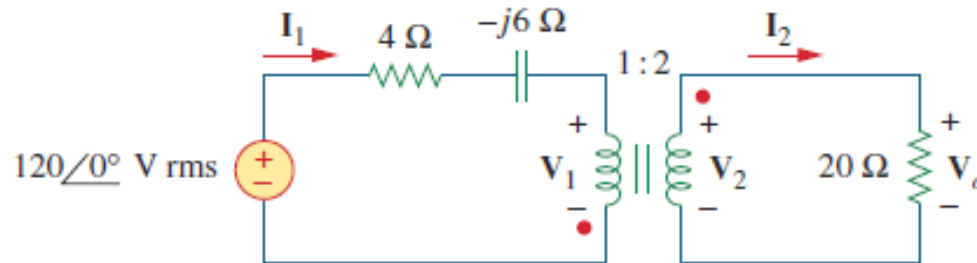 I₁ 4 Ω −j6 Ω 1 : 2 I₂
120∠0° V rms + − + V₁ − + V₂ − 20 Ω + V −